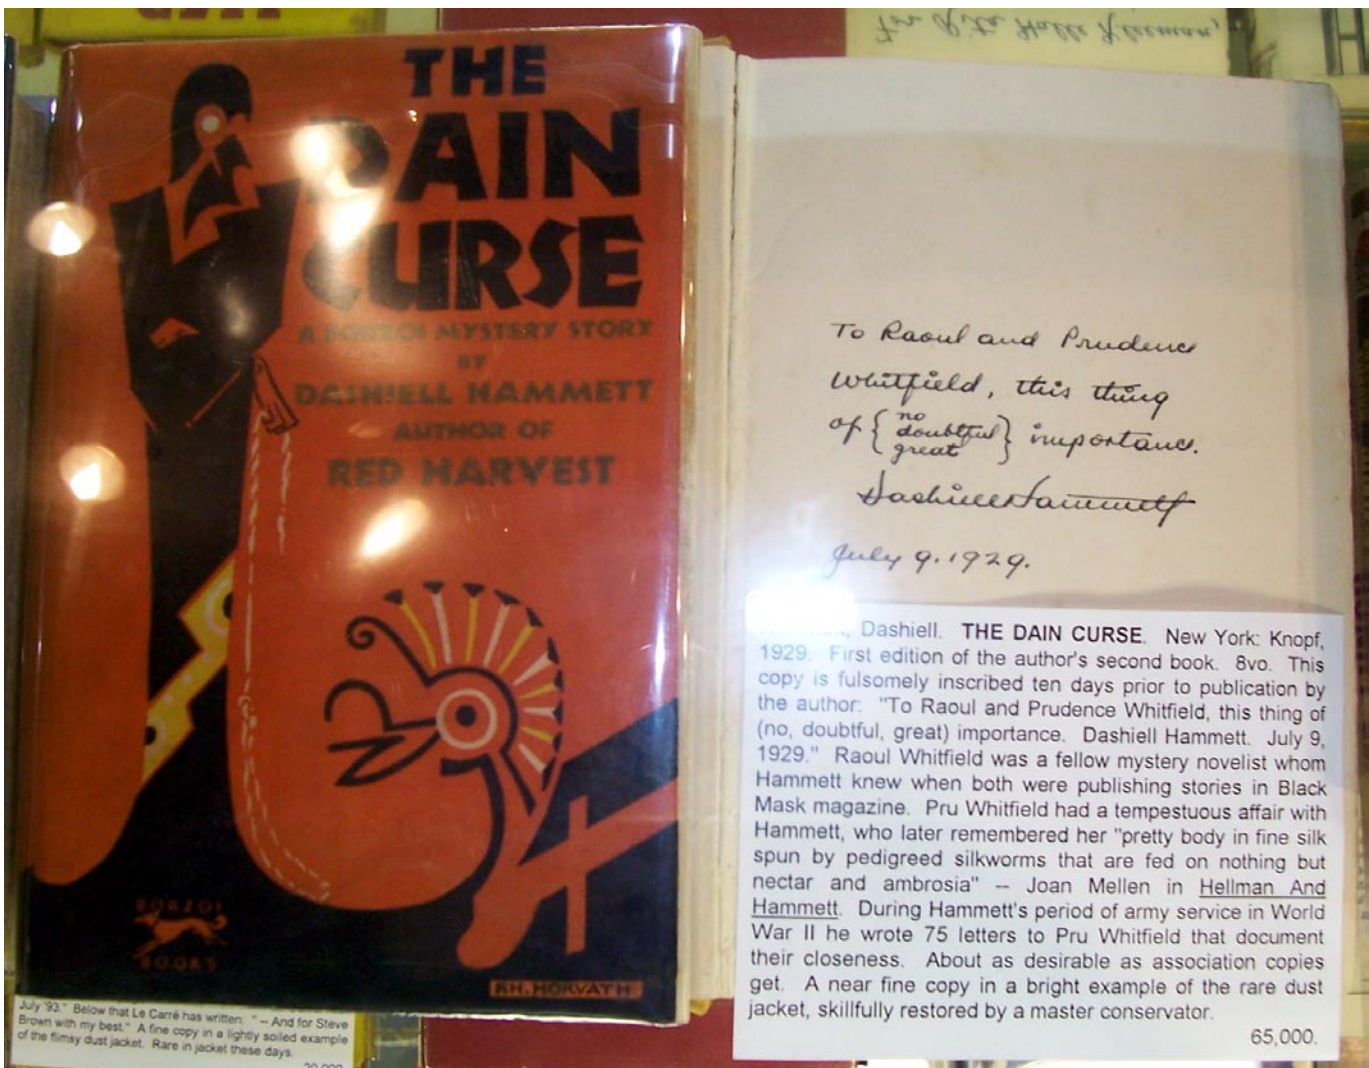 For Rita Halle Kleeman,
THE
DAIN
CURSE
A BORZOI MYSTERY STORY
BY
DASHIELL HAMMETT
AUTHOR OF
RED HARVEST
BORZOI
BOOKS
RH. HORVATH
To Raoul and Prudence
Whitfield, this thing
of { no
doubtful
great } importance.
Dashiell Hammett
July 9. 1929.
Dashiell. THE DAIN CURSE. New York: Knopf,
1929. First edition of the author's second book. 8vo. This
copy is fulsomely inscribed ten days prior to publication by
the author: "To Raoul and Prudence Whitfield, this thing of
(no, doubtful, great) importance. Dashiell Hammett. July 9,
1929." Raoul Whitfield was a fellow mystery novelist whom
Hammett knew when both were publishing stories in Black
Mask magazine. Pru Whitfield had a tempestuous affair with
Hammett, who later remembered her "pretty body in fine silk
spun by pedigreed silkworms that are fed on nothing but
nectar and ambrosia" -- Joan Mellen in Hellman And
Hammett. During Hammett's period of army service in World
War II he wrote 75 letters to Pru Whitfield that document
their closeness. About as desirable as association copies
get. A near fine copy in a bright example of the rare dust
jacket, skillfully restored by a master conservator.
65,000.
July '93." Below that Le Carré has written: " -- And for Steve
Brown with my best." A fine copy in a lightly soiled example
of the flimsy dust jacket. Rare in jacket these days.